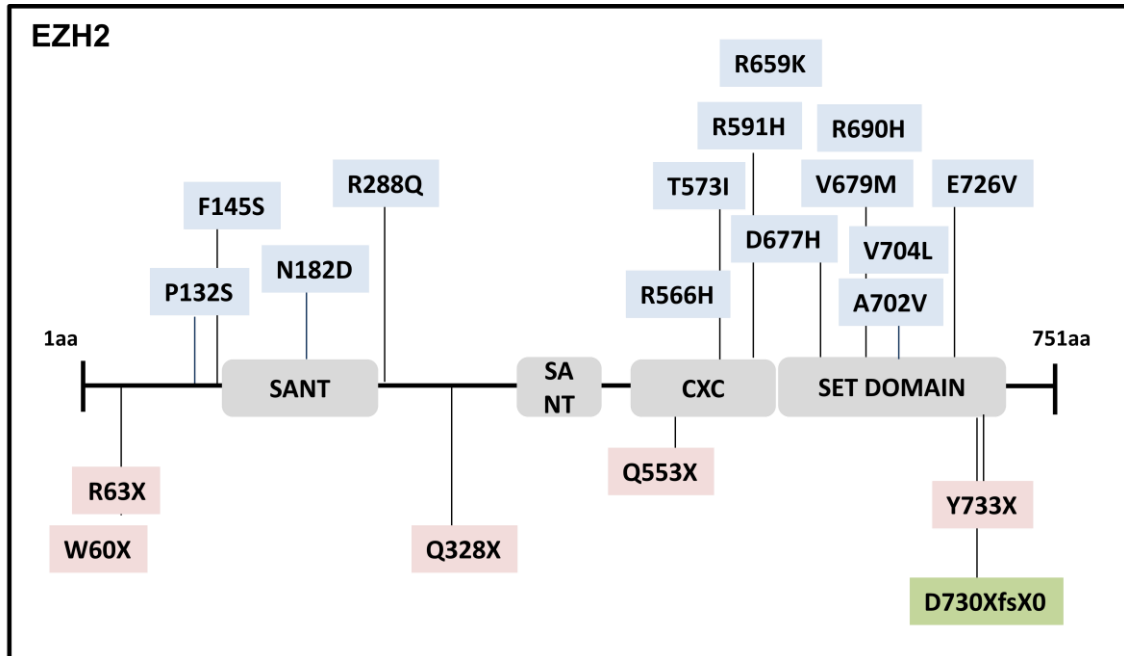 EZH2
R659K
R591H
R690H
T573I
V679M
E726V
R288Q
F145S
D677H
V704L
N182D
P132S
R566H
A702V
1aa
751aa
SANT
SA
NT
CXC
SET DOMAIN
Q553X
R63X
Y733X
W60X
Q328X
D730XfsX0